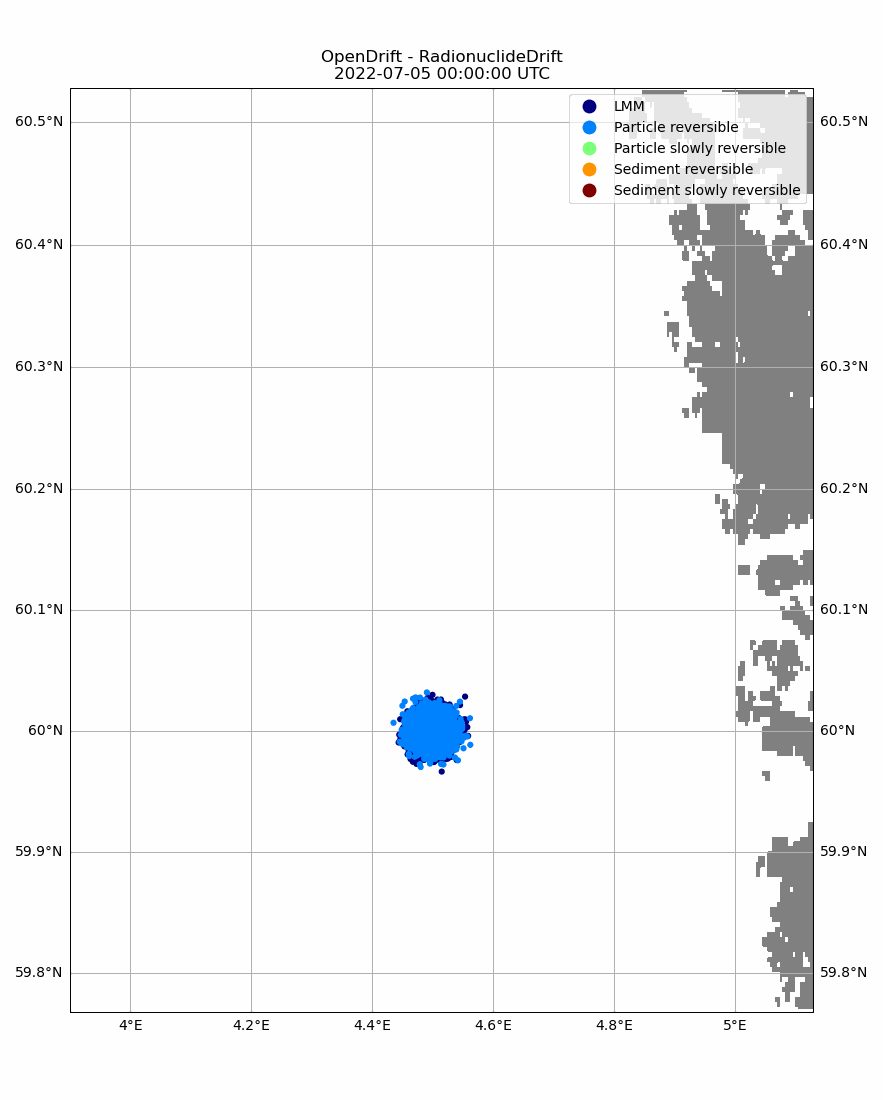 OpenDrift - RadionuclideDrift
2022-07-05 00:00:00 UTC
LMM
Particle reversible
Particle slowly reversible
Sediment reversible
Sediment slowly reversible
60.5°N 60.5°N
60.4°N 60.4°N
60.3°N 60.3°N
60.2°N 60.2°N
60.1°N 60.1°N
60°N 60°N
59.9°N 59.9°N
59.8°N 59.8°N
4°E 4.2°E 4.4°E 4.6°E 4.8°E 5°E